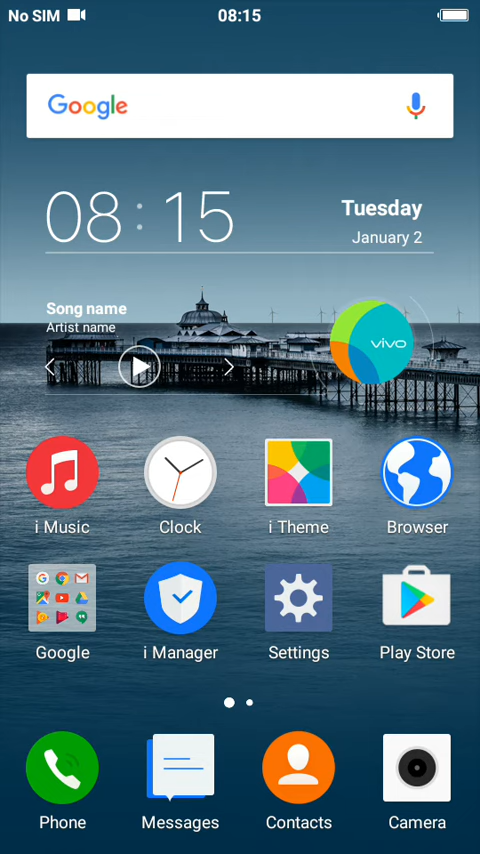 No SIM 08:15
Google
08:15
Tuesday
January 2
Song name
Artist name
vivo
i Music Clock i Theme Browser
Google i Manager Settings Play Store
Phone Messages Contacts Camera